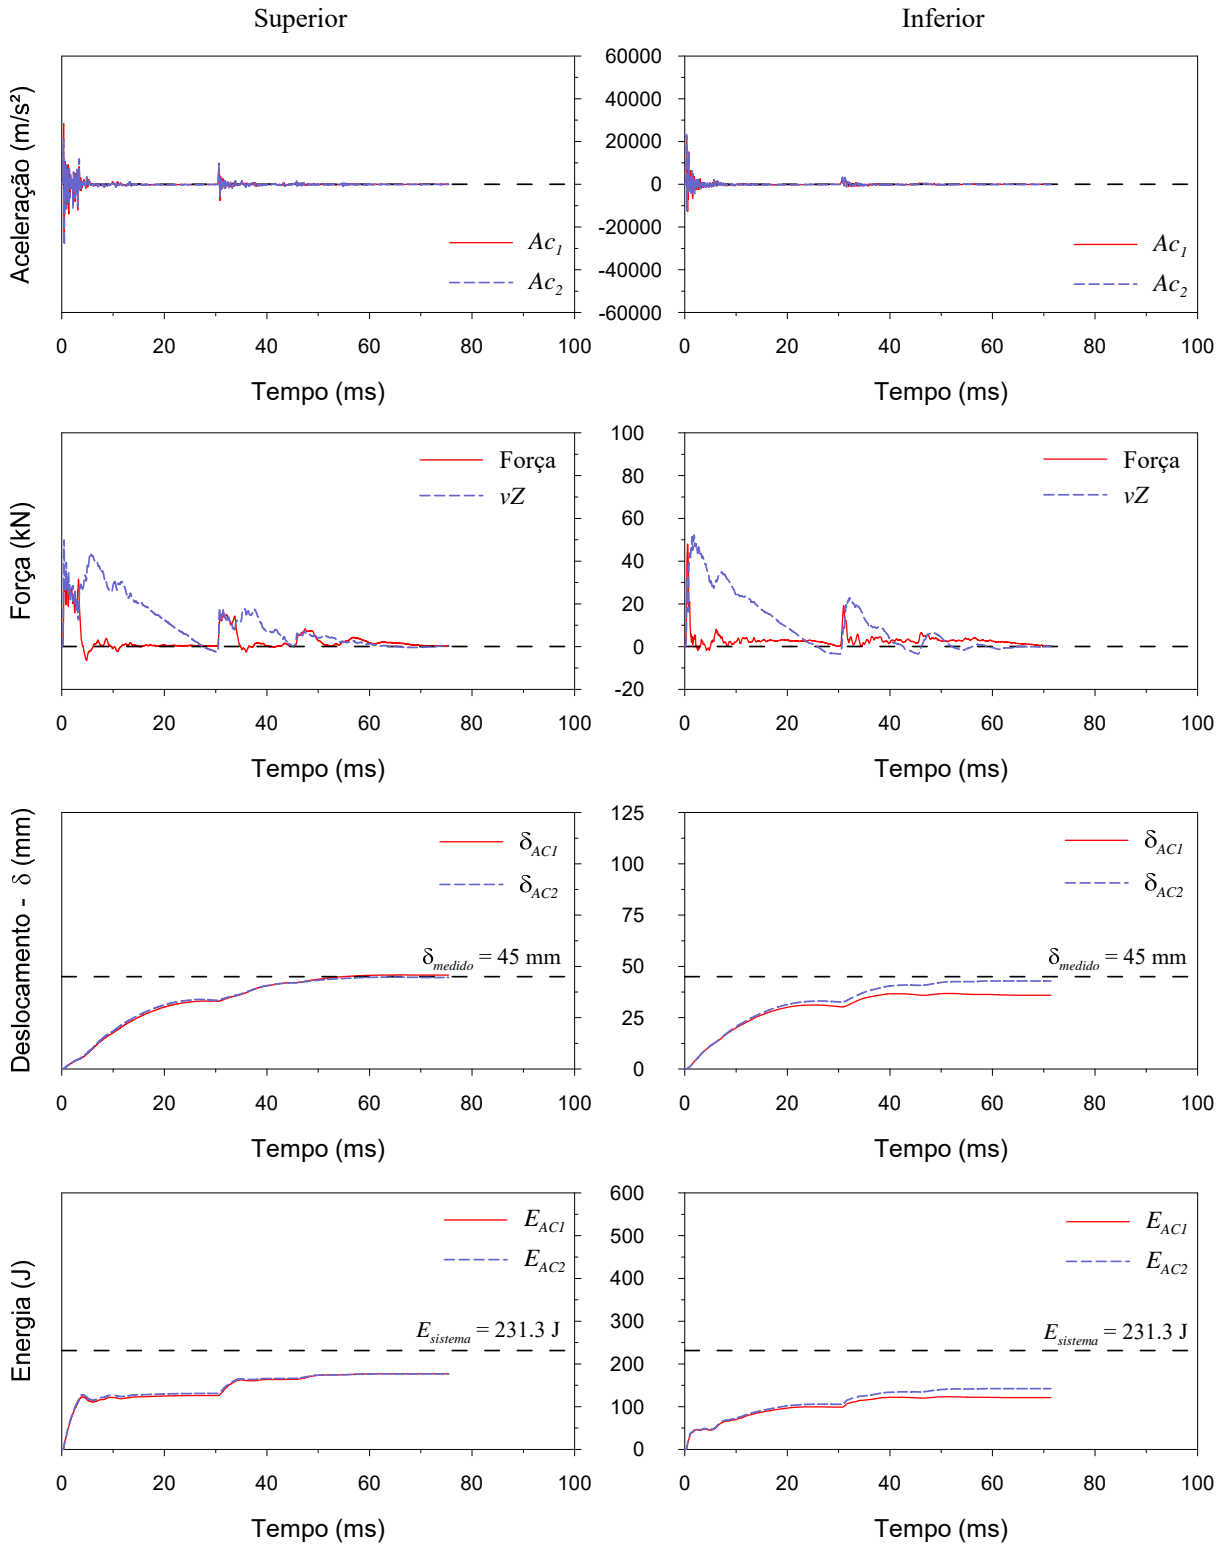 Superior Inferior
Aceleração (m/s²)
60000
40000
20000
0
-20000
-40000
-60000
Ac1
Ac2
Ac1
Ac2
0 20 40 60 80 100
0 20 40 60 80 100
Tempo (ms) Tempo (ms)
Força (kN)
100
80
60
40
20
0
-20
Força
vZ
Força
vZ
0 20 40 60 80 100
0 20 40 60 80 100
Tempo (ms) Tempo (ms)
Deslocamento - δ (mm)
125
100
75
50
25
0
δAC1
δAC2
δmedido = 45 mm
δAC1
δAC2
δmedido = 45 mm
0 20 40 60 80 100
0 20 40 60 80 100
Tempo (ms) Tempo (ms)
Energia (J)
600
500
400
300
200
100
0
EAC1
EAC2
Esistema = 231.3 J
EAC1
EAC2
Esistema = 231.3 J
0 20 40 60 80 100
0 20 40 60 80 100
Tempo (ms) Tempo (ms)